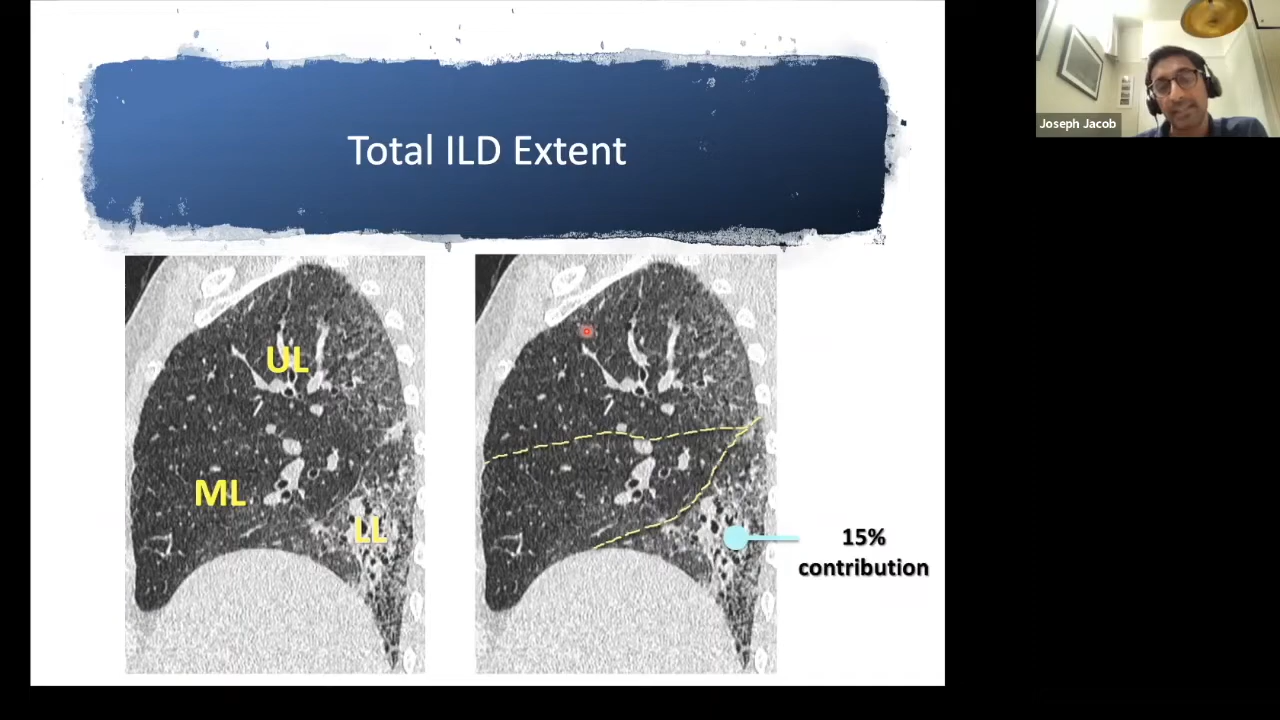 Total ILD Extent
Joseph Jacob
UL
ML
LL
15%
contribution